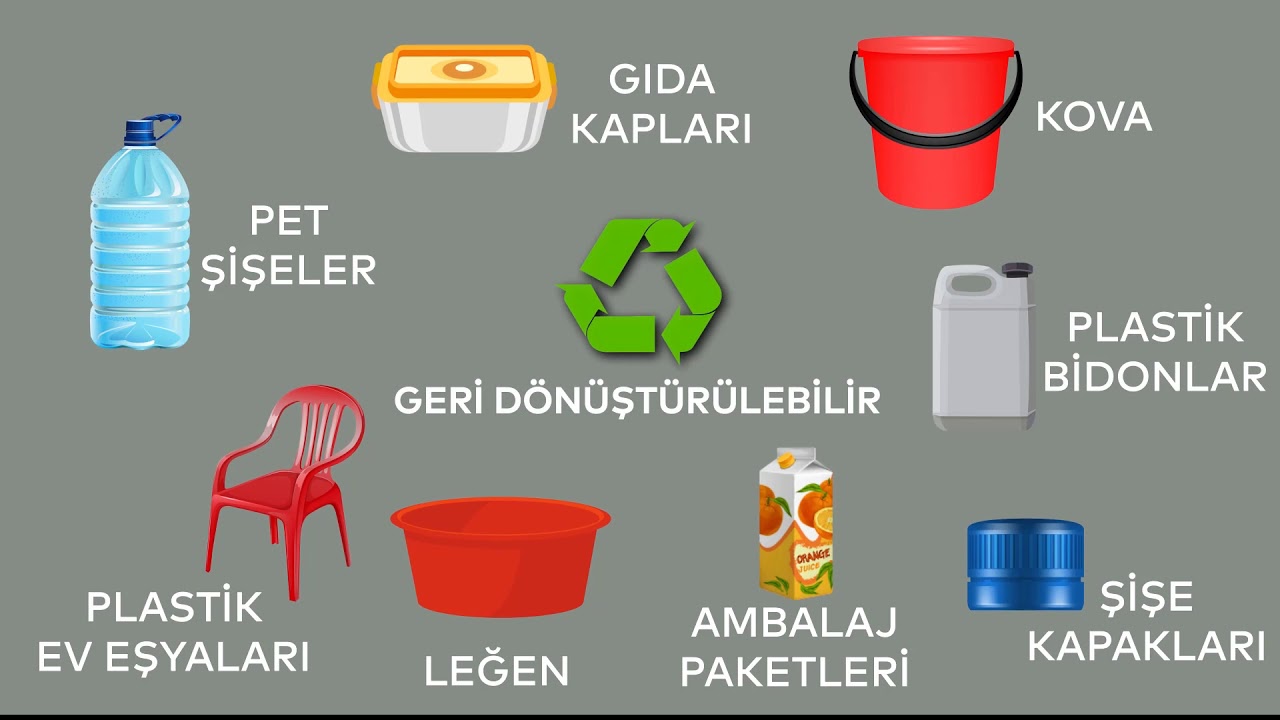 GIDA
KAPLARI
KOVA
PET
ŞİŞELER
PLASTİK
BİDONLAR
GERİ DÖNÜŞTÜRÜLEBİLİR
ORANGE
JUICE
PLASTİK
EV EŞYALARI
LEĞEN
AMBALAJ
PAKETLERİ
ŞİŞE
KAPAKLARI